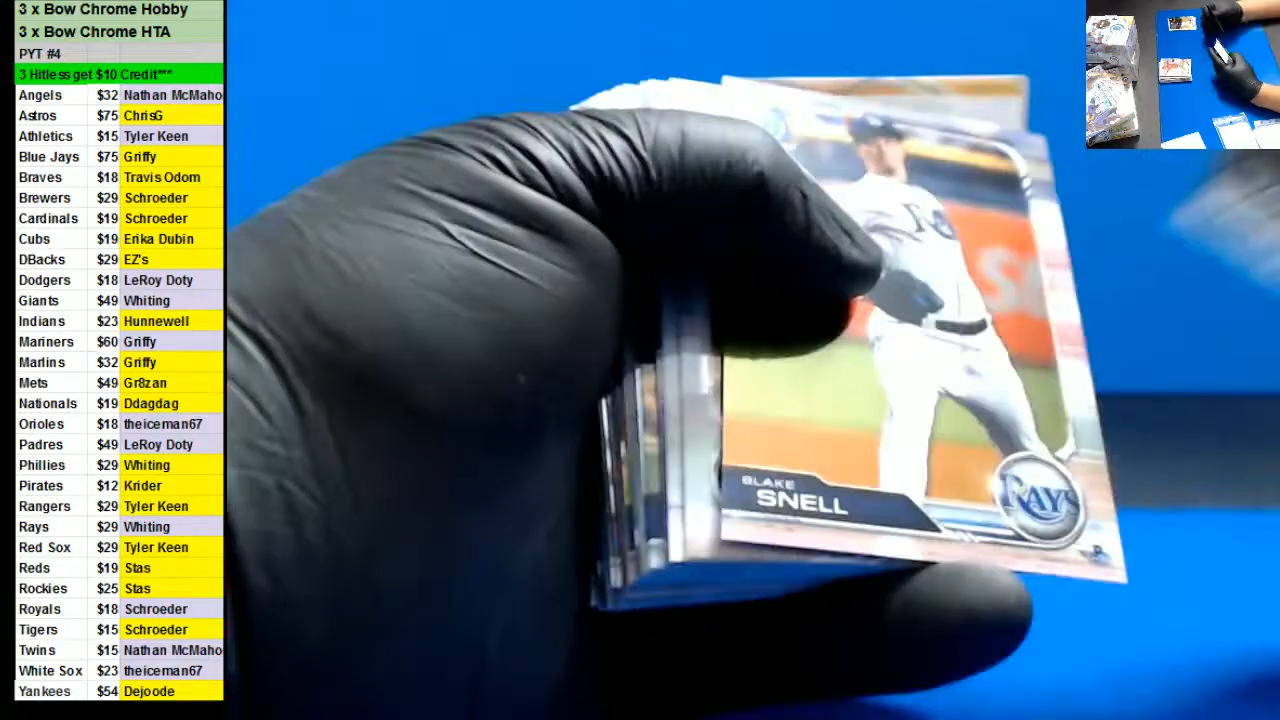 3 x Bow Chrome Hobby
3 x Bow Chrome HTA
PYT #4
3 Hitless get $10 Credit***
Angels $32 Nathan McMaho
Astros $75 ChrisG
Athletics $15 Tyler Keen
Blue Jays $75 Griffy
Braves $18 Travis Odom
Brewers $29 Schroeder
Cardinals $19 Schroeder
Cubs $19 Erika Dubin
DBacks $29 EZ's
Dodgers $18 LeRoy Doty
Giants $49 Whiting
Indians $23 Hunnewell
Mariners $60 Griffy
Marlins $32 Griffy
Mets $49 Gr8zan
Nationals $19 Ddagdag
Orioles $18 theiceman67
Padres $49 LeRoy Doty
Phillies $29 Whiting
Pirates $12 Krider
Rangers $29 Tyler Keen
Rays $29 Whiting
Red Sox $29 Tyler Keen
Reds $19 Stas
Rockies $25 Stas
Royals $18 Schroeder
Tigers $15 Schroeder
Twins $15 Nathan McMaho
White Sox $23 theiceman67
Yankees $54 Dejoode
BLAKE
SNELL
RAYS